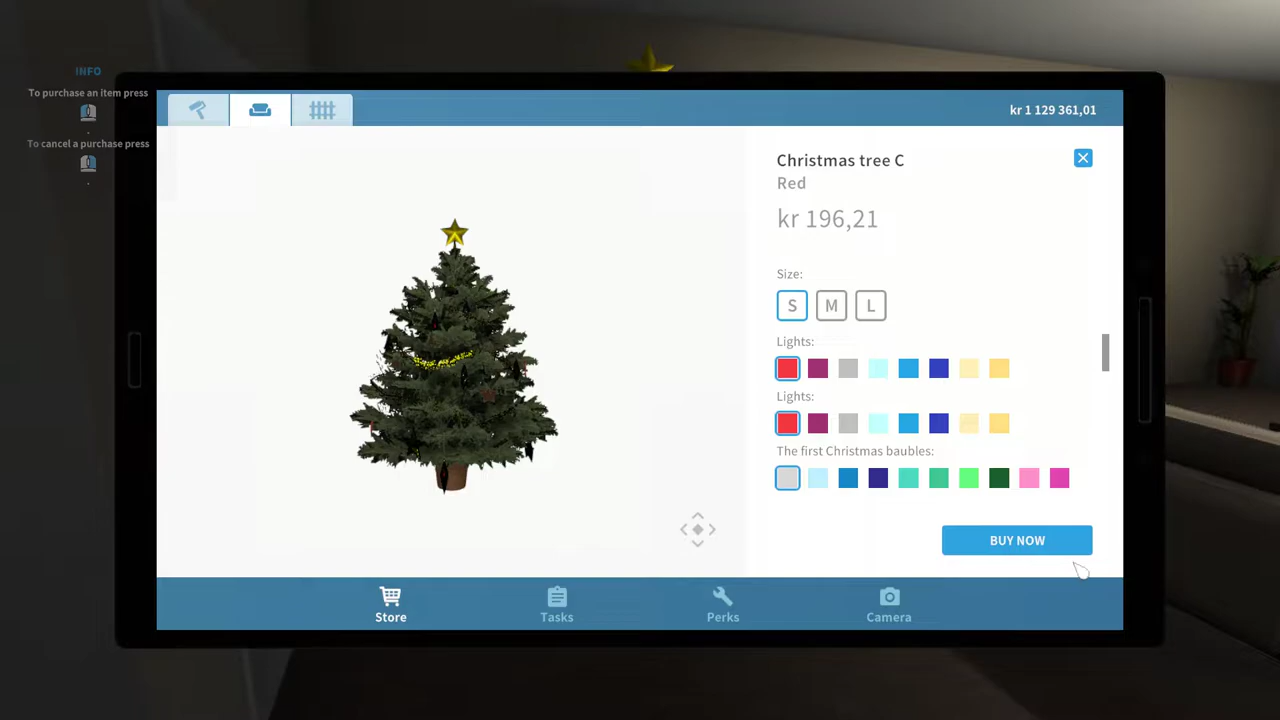 INFO
To purchase an item press
To cancel a purchase press
kr 1 129 361,01
Christmas tree C
Red
kr 196,21
Size:
S M L
Lights:
Lights:
The first Christmas baubles:
BUY NOW
Store Tasks Perks Camera